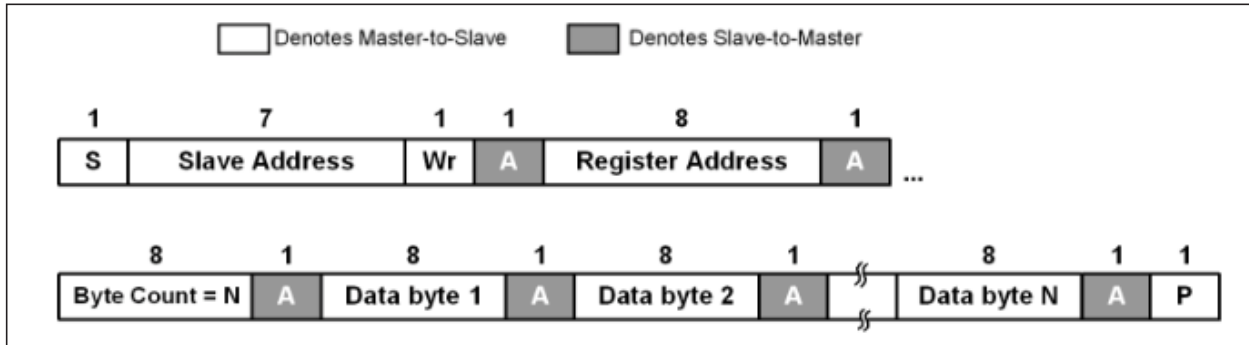 Denotes Master-to-Slave Denotes Slave-to-Master
1 7 1 1 8 1
S Slave Address Wr A Register Address A ...
8 1 8 1 8 1 8 1 1
Byte Count = N A Data byte 1 A Data byte 2 A Data byte N A P